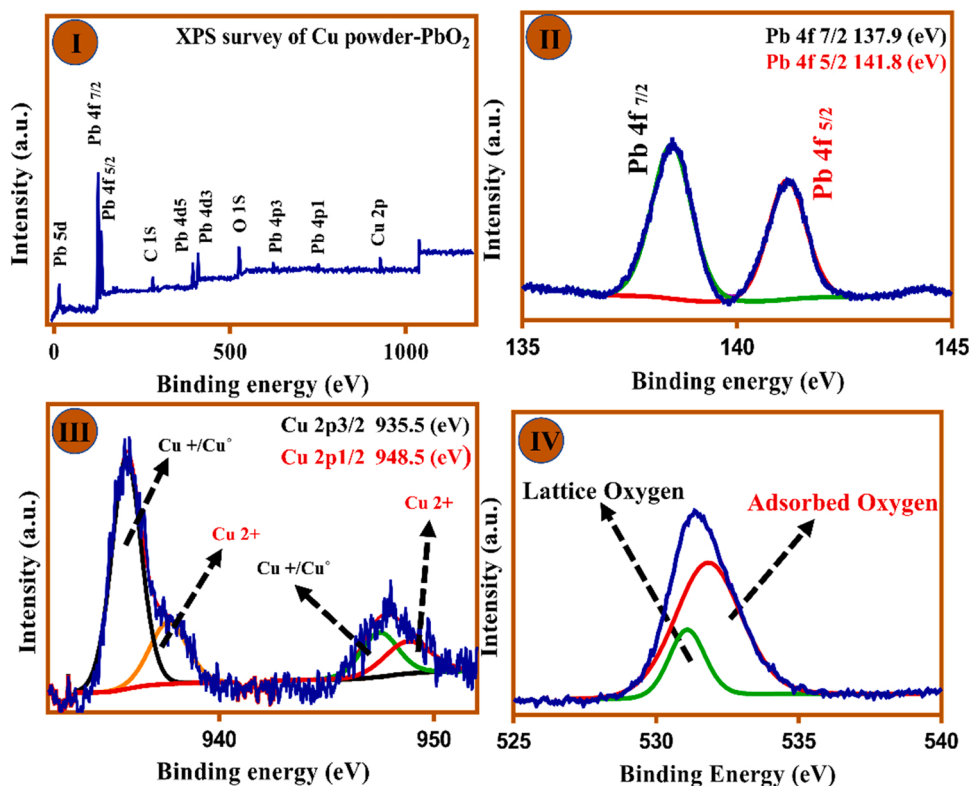 I
XPS survey of Cu powder-PbO2
Intensity (a.u.)
Pb 5d
Pb 4f 7/2
Pb 4f 5/2
C 1S
Pb 4d5
Pb 4d3
O 1S
Pb 4p3
Pb 4p1
Cu 2p
0 500 1000
Binding energy (eV)
II
Pb 4f 7/2 137.9 (eV)
Pb 4f 5/2 141.8 (eV)
Intensity (a.u.)
Pb 4f 7/2
Pb 4f 5/2
135 140 145
Binding energy (eV)
III
Cu 2p3/2 935.5 (eV)
Cu 2p1/2 948.5 (eV)
Intensity (a.u.)
Cu +/Cu°
Cu 2+
Cu +/Cu°
Cu 2+
940 950
Binding energy (eV)
IV
Intensity (a.u.)
Lattice Oxygen
Adsorbed Oxygen
525 530 535 540
Binding Energy (eV)